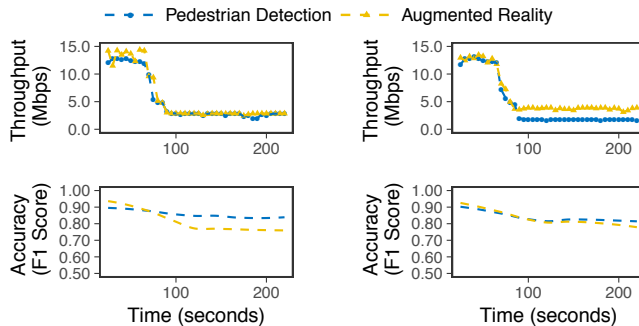 Pedestrian Detection Augmented Reality
Throughput
(Mbps)
15.0
10.0
5.0
0.0
100 200
Throughput
(Mbps)
15.0
10.0
5.0
0.0
100 200
Accuracy
(F1 Score)
1.00
0.90
0.80
0.70
0.60
0.50
100 200
Time (seconds)
Accuracy
(F1 Score)
1.00
0.90
0.80
0.70
0.60
0.50
100 200
Time (seconds)